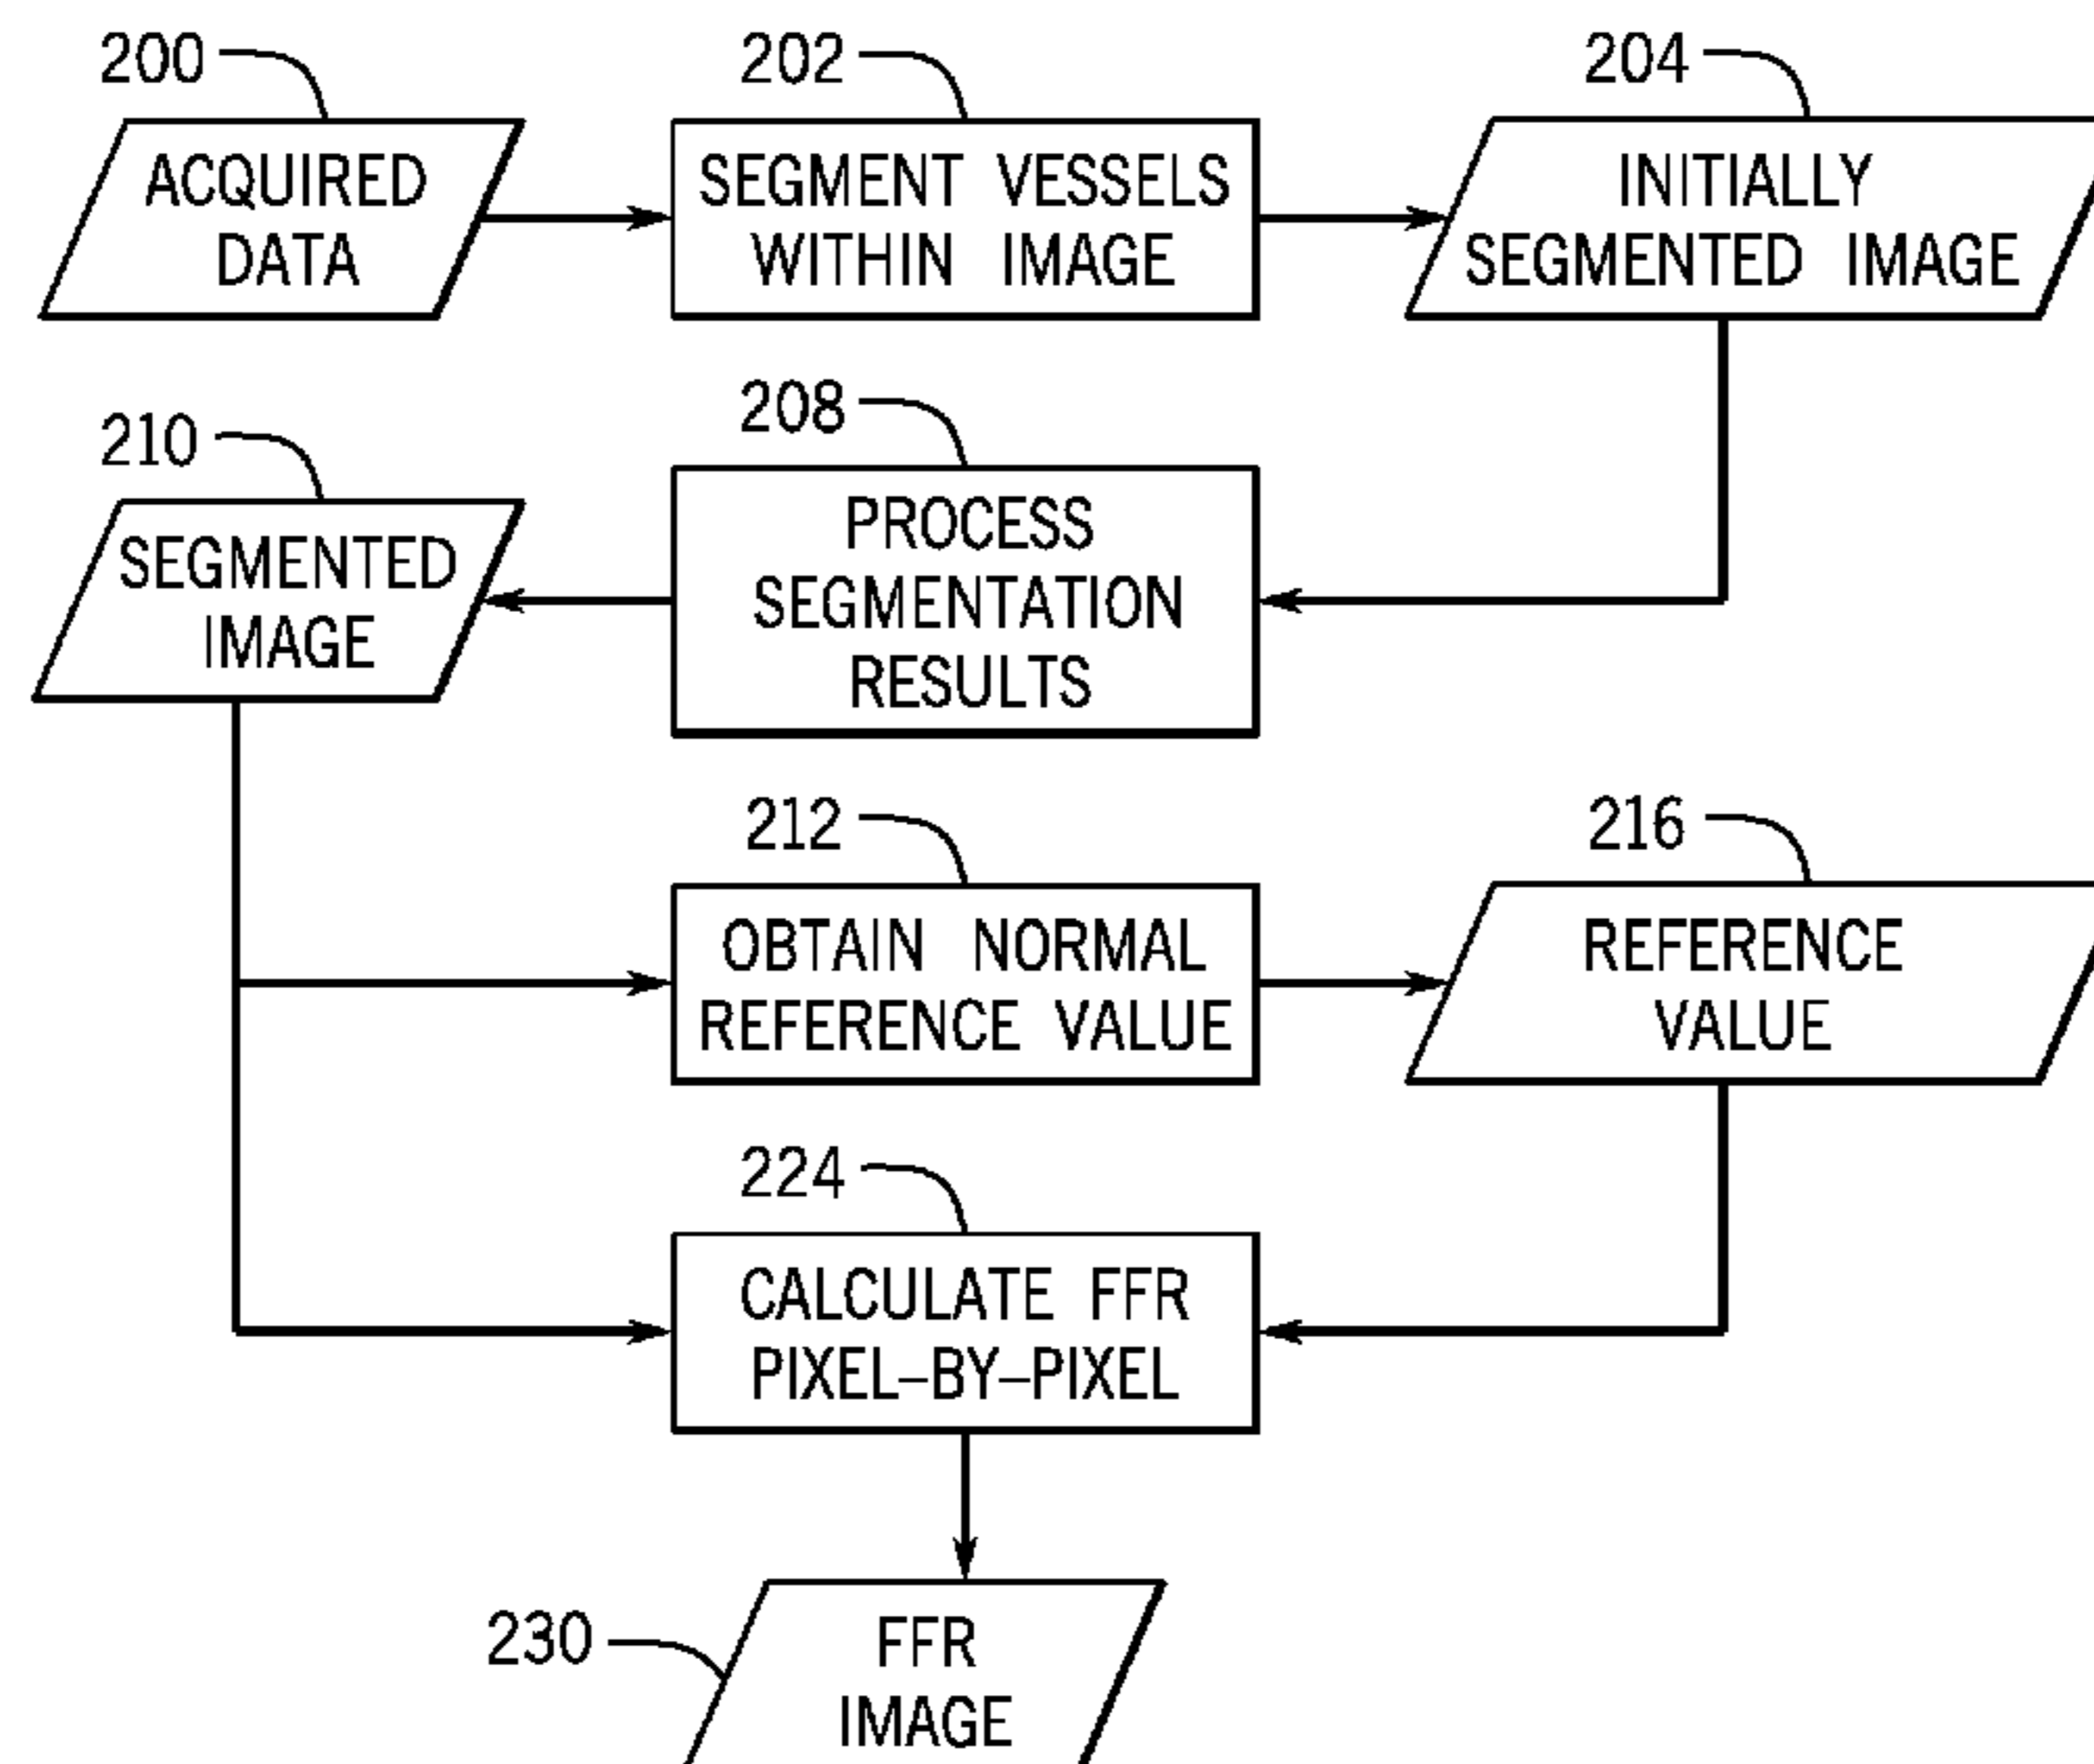 200
ACQUIRED
DATA
202
SEGMENT VESSELS
WITHIN IMAGE
204
INITIALLY
SEGMENTED IMAGE
210
SEGMENTED
IMAGE
208
PROCESS
SEGMENTATION
RESULTS
212
OBTAIN NORMAL
REFERENCE VALUE
216
REFERENCE
VALUE
224
CALCULATE FFR
PIXEL–BY–PIXEL
230
FFR
IMAGE